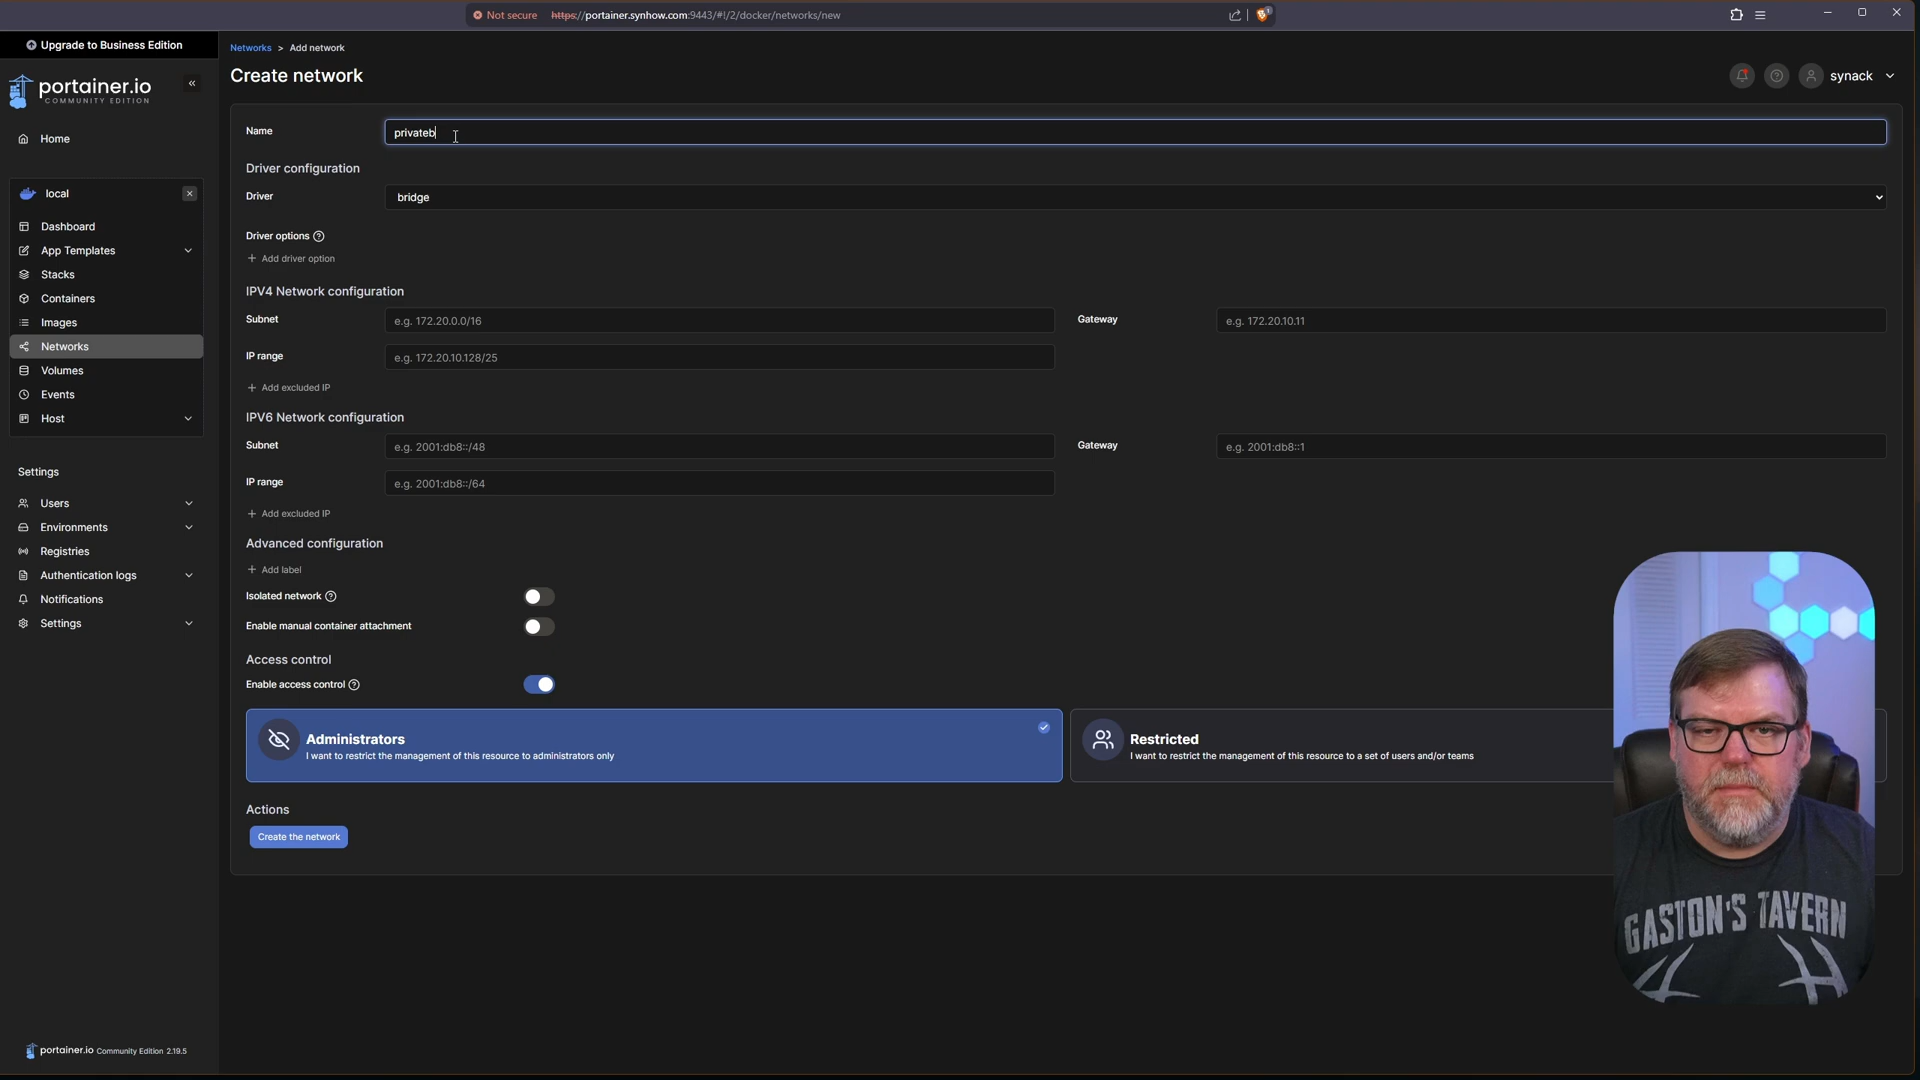 Not secure https://portainer.synhow.com:9443/#!/2/docker/networks/new
Upgrade to Business Edition
portainer.io
COMMUNITY EDITION
Home
local
Dashboard
App Templates
Stacks
Containers
Images
Networks
Volumes
Events
Host
Settings
Users
Environments
Registries
Authentication logs
Notifications
Settings
portainer.io Community Edition 2.19.5
Networks > Add network
Create network
synack
Name privateb
Driver configuration
Driver bridge
Driver options
Add driver option
IPV4 Network configuration
Subnet e.g. 172.20.0.0/16 Gateway e.g. 172.20.10.11
IP range e.g. 172.20.10.128/25
Add excluded IP
IPV6 Network configuration
Subnet e.g. 2001:db8::/48 Gateway e.g. 2001:db8::1
IP range e.g. 2001:db8::/64
Add excluded IP
Advanced configuration
Add label
Isolated network
Enable manual container attachment
Access control
Enable access control
Administrators
I want to restrict the management of this resource to administrators only
Restricted
I want to restrict the management of this resource to a set of users and/or teams
Actions
Create the network
GASTON'S TAVERN